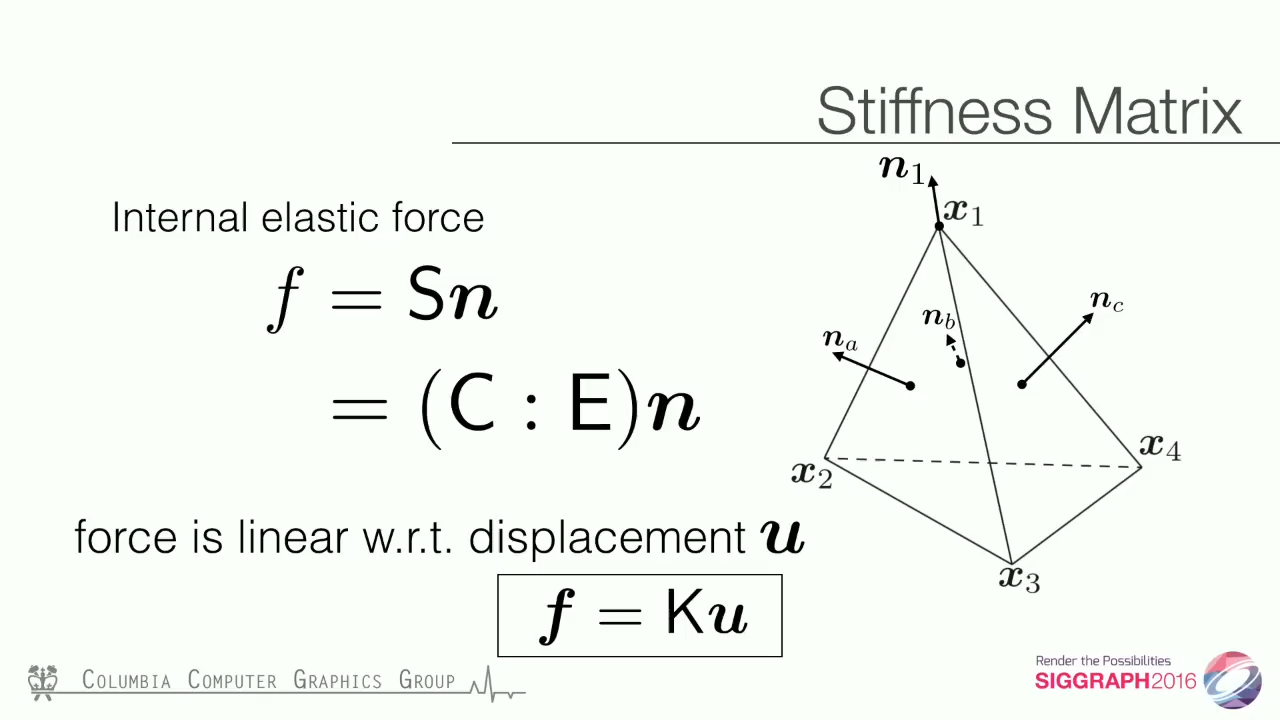 Stiffness Matrix
Internal elastic force
f = Sn
= (C : E)n
force is linear w.r.t. displacement u
f = Ku
n1
x1
nb
nc
na
x2
x4
x3
COLUMBIA COMPUTER GRAPHICS GROUP
Render the Possibilities
SIGGRAPH2016